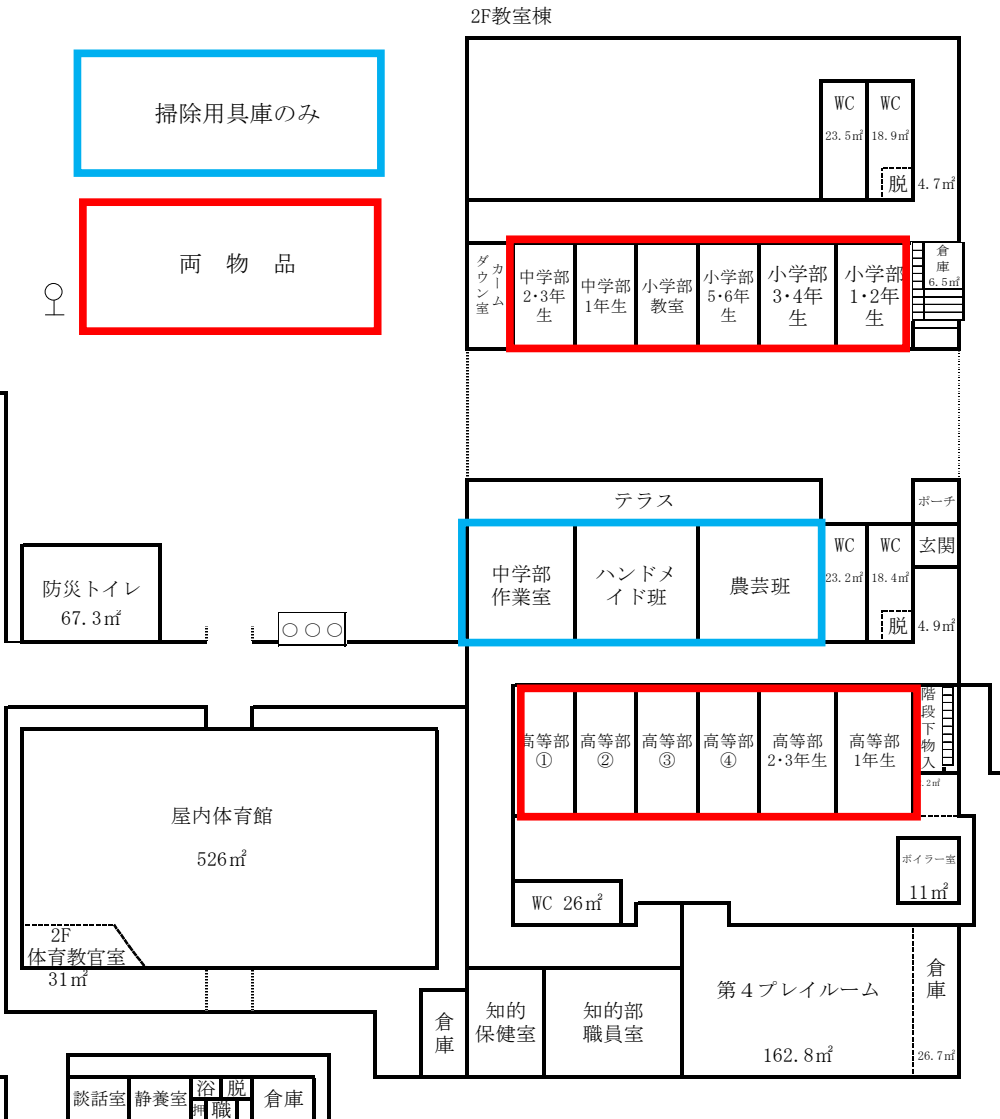 2F教室棟
掃除用具庫のみ
両 物 品
WC
23.5㎡
WC
18.9㎡
脱
4.7㎡
カーム
ダウン室
中学部
2・3年
生
中学部
1年生
小学部
教室
小学部
5・6年
生
小学部
3・4年
生
小学部
1・2年
生
倉
庫
6.5㎡
テラス
ポーチ
中学部
作業室
ハンドメ
イド班
農芸班
WC
23.2㎡
WC
18.4㎡
脱
玄関
4.9㎡
防災トイレ
67.3㎡
○○○
高等部
①
高等部
②
高等部
③
高等部
④
高等部
2・3年生
高等部
1年生
階
段
下
物
入
.2㎡
屋内体育館
526㎡
2F
体育教官室
31㎡
WC 26㎡
ボイラー室
11㎡
倉
庫
知的
保健室
知的部
職員室
第４プレイルーム
162.8㎡
倉
庫
26.7㎡
談話室
静養室
浴
脱
押
職
倉庫